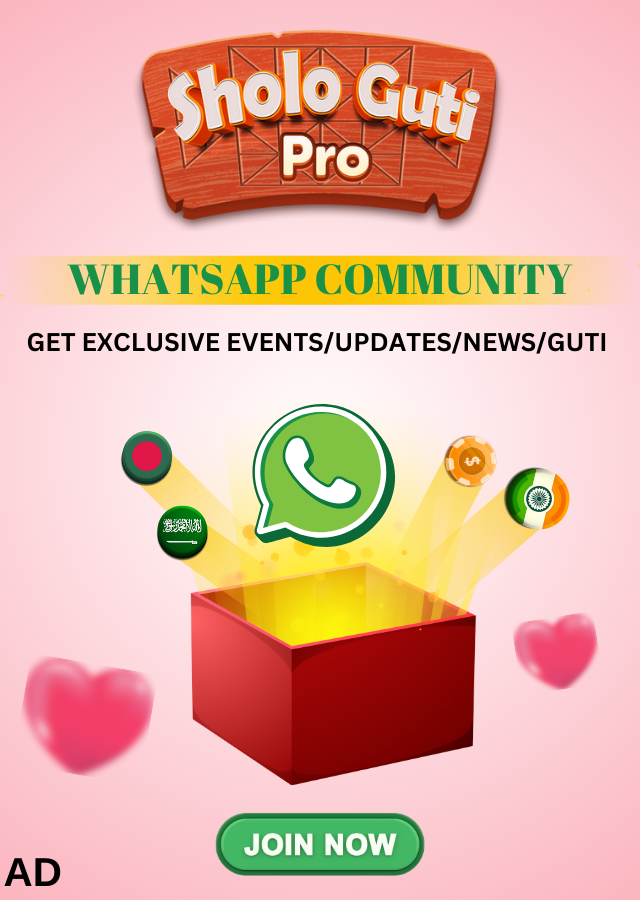 Sholo Guti
Pro
WHATSAPP COMMUNITY
GET EXCLUSIVE EVENTS/UPDATES/NEWS/GUTI
$
JOIN NOW
AD